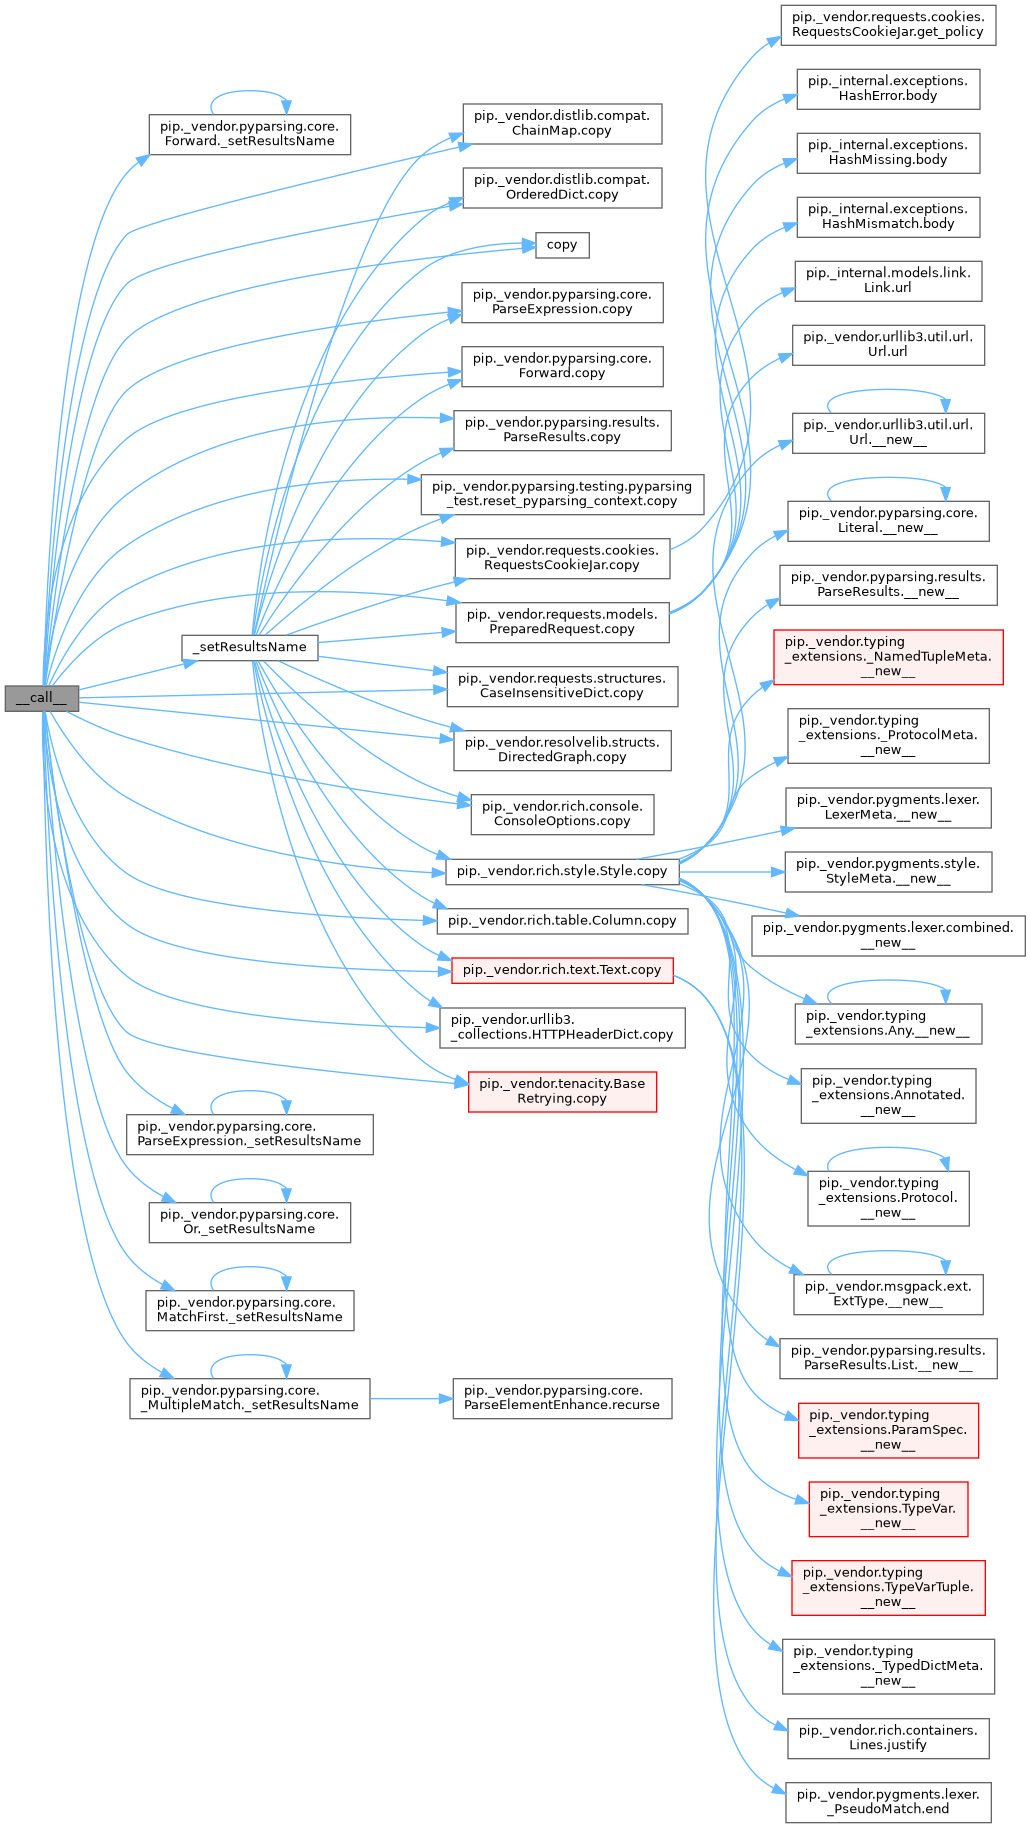 __call__
pip._vendor.pyparsing.core.
Forward._setResultsName
_setResultsName
pip._vendor.pyparsing.core.
ParseExpression._setResultsName
pip._vendor.pyparsing.core.
Or._setResultsName
pip._vendor.pyparsing.core.
MatchFirst._setResultsName
pip._vendor.pyparsing.core.
_MultipleMatch._setResultsName
pip._vendor.distlib.compat.
ChainMap.copy
pip._vendor.distlib.compat.
OrderedDict.copy
copy
pip._vendor.pyparsing.core.
ParseExpression.copy
pip._vendor.pyparsing.core.
Forward.copy
pip._vendor.pyparsing.results.
ParseResults.copy
pip._vendor.pyparsing.testing.pyparsing
_test.reset_pyparsing_context.copy
pip._vendor.requests.cookies.
RequestsCookieJar.copy
pip._vendor.requests.models.
PreparedRequest.copy
pip._vendor.requests.structures.
CaseInsensitiveDict.copy
pip._vendor.resolvelib.structs.
DirectedGraph.copy
pip._vendor.rich.console.
ConsoleOptions.copy
pip._vendor.rich.style.Style.copy
pip._vendor.rich.table.Column.copy
pip._vendor.rich.text.Text.copy
pip._vendor.urllib3.
_collections.HTTPHeaderDict.copy
pip._vendor.tenacity.Base
Retrying.copy
pip._vendor.pyparsing.core.
ParseElementEnhance.recurse
pip._vendor.requests.cookies.
RequestsCookieJar.get_policy
pip._internal.exceptions.
HashError.body
pip._internal.exceptions.
HashMissing.body
pip._internal.exceptions.
HashMismatch.body
pip._internal.models.link.
Link.url
pip._vendor.urllib3.util.url.
Url.url
pip._vendor.urllib3.util.url.
Url.__new__
pip._vendor.pyparsing.core.
Literal.__new__
pip._vendor.pyparsing.results.
ParseResults.__new__
pip._vendor.typing
_extensions._NamedTupleMeta.
__new__
pip._vendor.typing
_extensions._ProtocolMeta.
__new__
pip._vendor.pygments.lexer.
LexerMeta.__new__
pip._vendor.pygments.style.
StyleMeta.__new__
pip._vendor.pygments.lexer.combined.
__new__
pip._vendor.typing
_extensions.Any.__new__
pip._vendor.typing
_extensions.Annotated.
__new__
pip._vendor.typing
_extensions.Protocol.
__new__
pip._vendor.msgpack.ext.
ExtType.__new__
pip._vendor.pyparsing.results.
ParseResults.List.__new__
pip._vendor.typing
_extensions.ParamSpec.
__new__
pip._vendor.typing
_extensions.TypeVar.
__new__
pip._vendor.typing
_extensions.TypeVarTuple.
__new__
pip._vendor.typing
_extensions._TypedDictMeta.
__new__
pip._vendor.rich.containers.
Lines.justify
pip._vendor.pygments.lexer.
_PseudoMatch.end